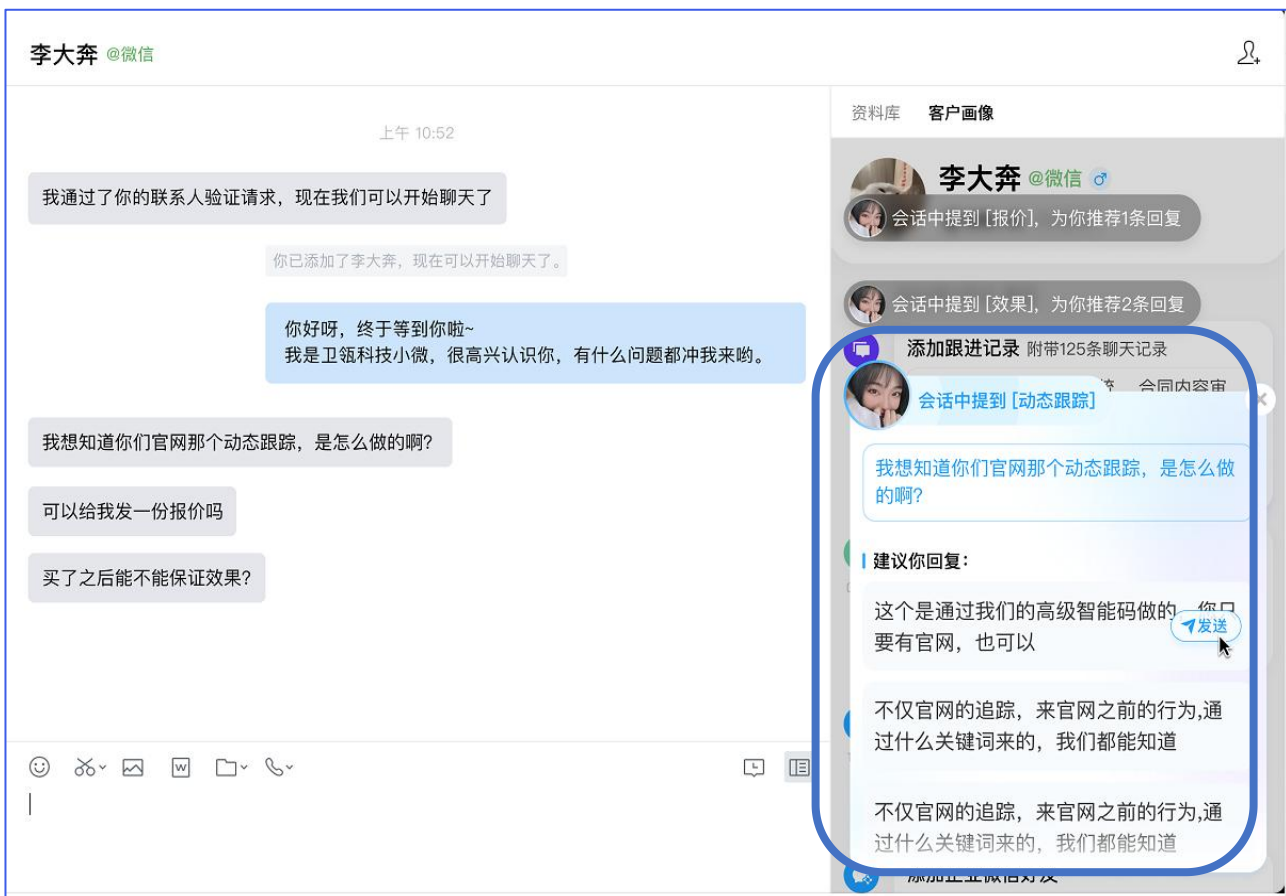 李大奔 @微信
上午 10:52
我通过了你的联系人验证请求，现在我们可以开始聊天了
你已添加了李大奔，现在可以开始聊天了。
你好呀，终于等到你啦~
我是卫瓴科技小微，很高兴认识你，有什么问题都冲我来哟。
我想知道你们官网那个动态跟踪，是怎么做的啊?
可以给我发一份报价吗
买了之后能不能保证效果?
W
资料库 客户画像
李大奔 @微信
会话中提到 [报价]，为你推荐1条回复
会话中提到 [效果]，为你推荐2条回复
添加跟进记录 附带125条聊天记录
合同内容审
会话中提到 [动态跟踪]
我想知道你们官网那个动态跟踪，是怎么做
的啊?
建议你回复：
这个是通过我们的高级智能码做的，您只
发送
要有官网，也可以
不仅官网的追踪，来官网之前的行为,通
过什么关键词来的，我们都能知道
不仅官网的追踪，来官网之前的行为,通
过什么关键词来的，我们都能知道
添加企业微信好友